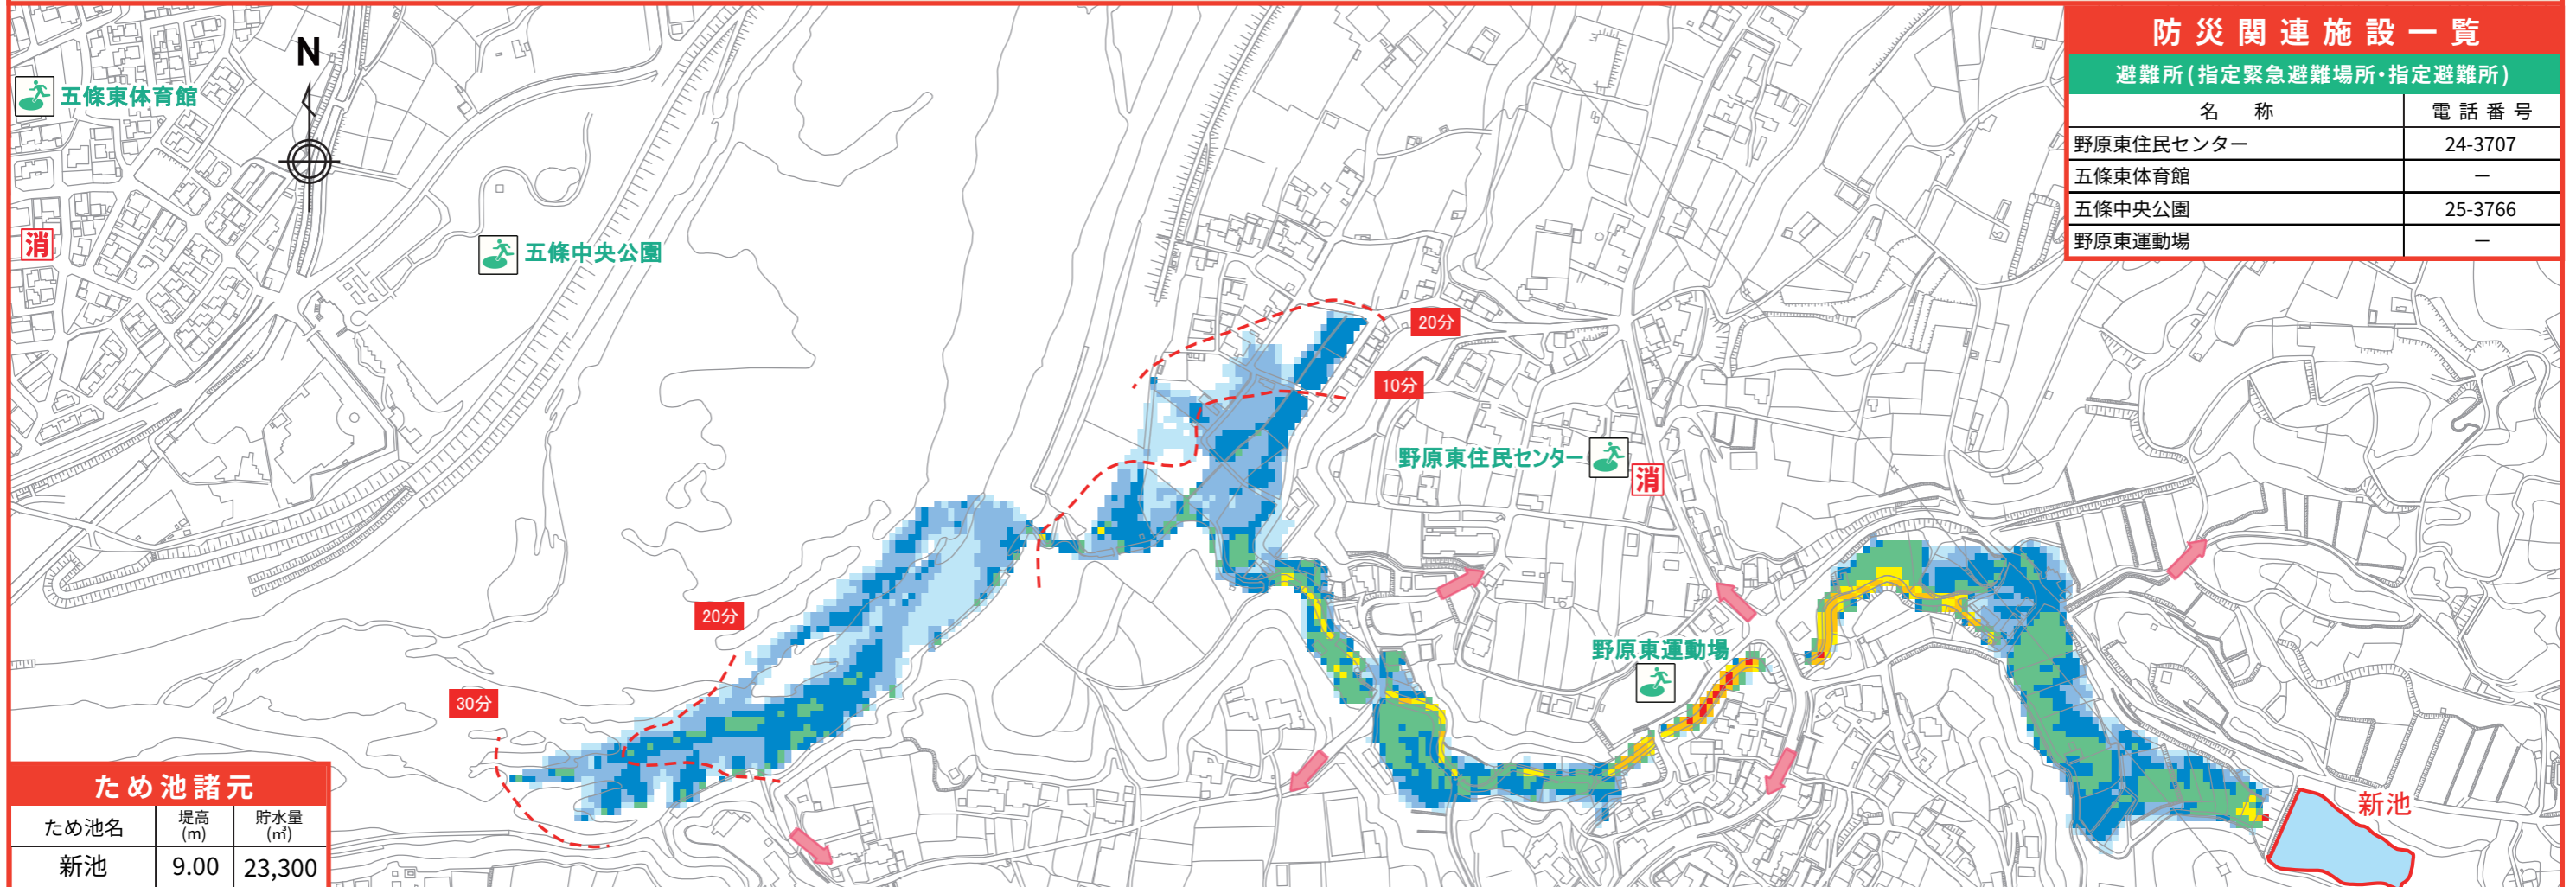 防災関連施設一覧
避難所(指定緊急避難場所・指定避難所)
名 称 電話番号
野原東住民センター 24-3707
五條東体育館 －
五條中央公園 25-3766
野原東運動場 －
N
五條東体育館
消
五條中央公園
20分
10分
野原東住民センター
消
20分
野原東運動場
30分
新池
ため池諸元
ため池名 堤高(m) 貯水量(㎥)
新池 9.00 23,300